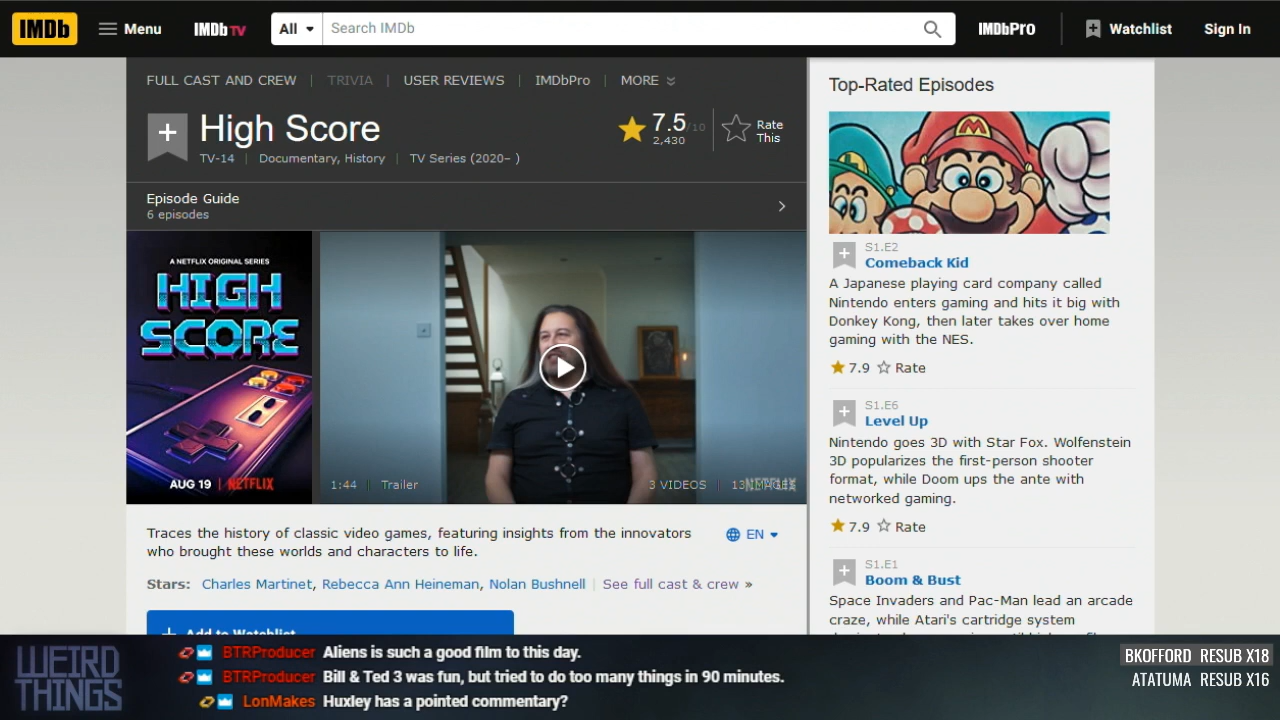 IMDb
Menu
IMDb TV
All
Search IMDb
IMDbPRO
Watchlist
Sign In
FULL CAST AND CREW
TRIVIA
USER REVIEWS
IMDbPro
MORE
High Score
7.5/10
2,430
Rate
This
TV-14
Documentary, History
TV Series (2020– )
Episode Guide
6 episodes
A NETFLIX ORIGINAL SERIES
HIGH
SCORE
AUG 19 | NETFLIX
1:44
Trailer
3 VIDEOS
Traces the history of classic video games, featuring insights from the innovators
who brought these worlds and characters to life.
EN
Stars: Charles Martinet, Rebecca Ann Heineman, Nolan Bushnell | See full cast & crew »
+ Add to Watchlist
Top-Rated Episodes
M
S1.E2
Comeback Kid
A Japanese playing card company called
Nintendo enters gaming and hits it big with
Donkey Kong, then later takes over home
gaming with the NES.
7.9 Rate
S1.E6
Level Up
Nintendo goes 3D with Star Fox. Wolfenstein
3D popularizes the first-person shooter
format, while Doom ups the ante with
networked gaming.
7.9 Rate
S1.E1
Boom & Bust
Space Invaders and Pac-Man lead an arcade
craze, while Atari's cartridge system
WEIRD
THINGS
BTRProducer Aliens is such a good film to this day.
BTRProducer Bill & Ted 3 was fun, but tried to do too many things in 90 minutes.
LonMakes Huxley has a pointed commentary?
BKOFFORD RESUB X18
ATATUMA RESUB X16